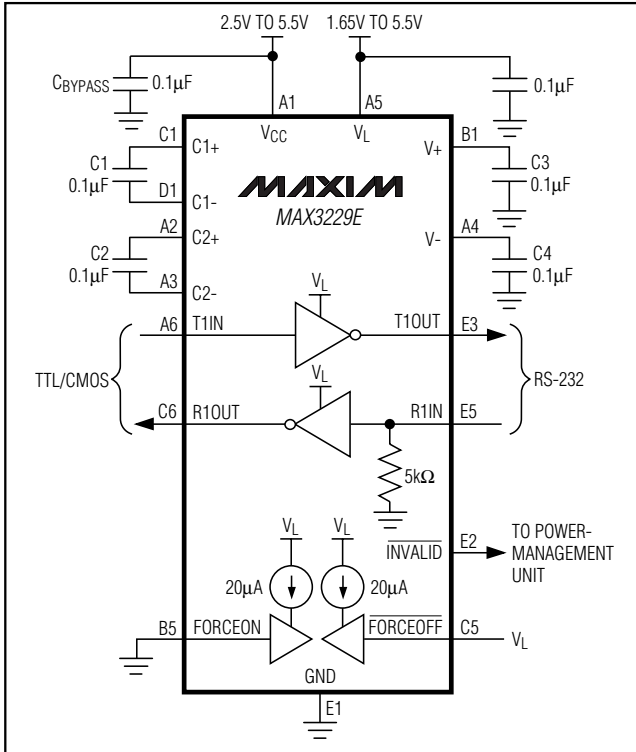 2.5V TO 5.5V 1.65V TO 5.5V
CBYPASS 0.1µF 0.1µF
A1 A5
VCC VL
C1 C1+ V+ B1
C1 0.1µF C3 0.1µF
D1 C1-
MAXIM
MAX3229E
A2 C2+ V- A4
C2 0.1µF C4 0.1µF
A3 C2-
VL
A6 T1IN T1OUT E3
TTL/CMOS RS-232
VL
C6 R1OUT R1IN E5
5kΩ
VL VL
INVALID E2 TO POWER-
MANAGEMENT
UNIT
20µA 20µA
B5 FORCEON FORCEOFF C5 VL
GND
E1